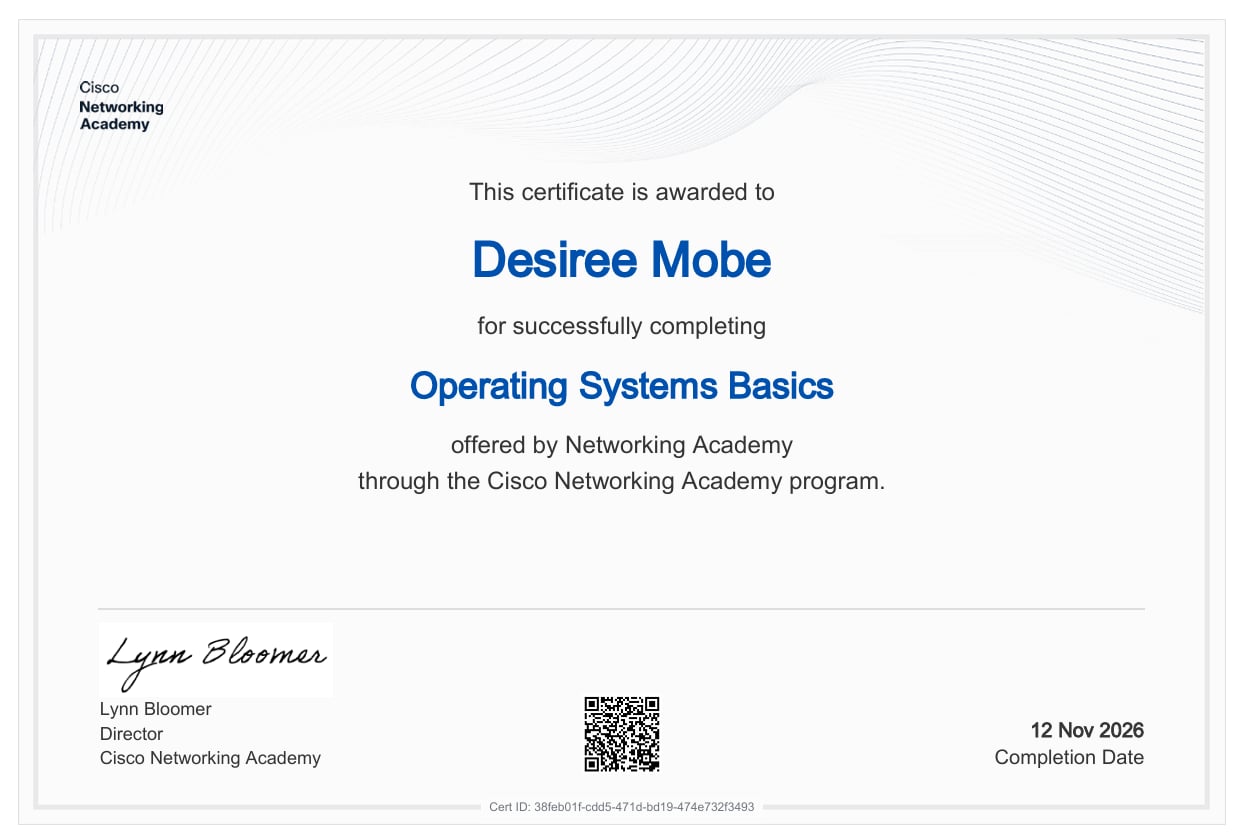 Cisco
Networking
Academy
This certificate is awarded to
Desiree Mobe
for successfully completing
Operating Systems Basics
offered by Networking Academy
through the Cisco Networking Academy program.
Lynn Bloomer
Lynn Bloomer
Director
Cisco Networking Academy
12 Nov 2026
Completion Date
Cert ID: 38feb01f-cdd5-471d-bd19-474e732f3493